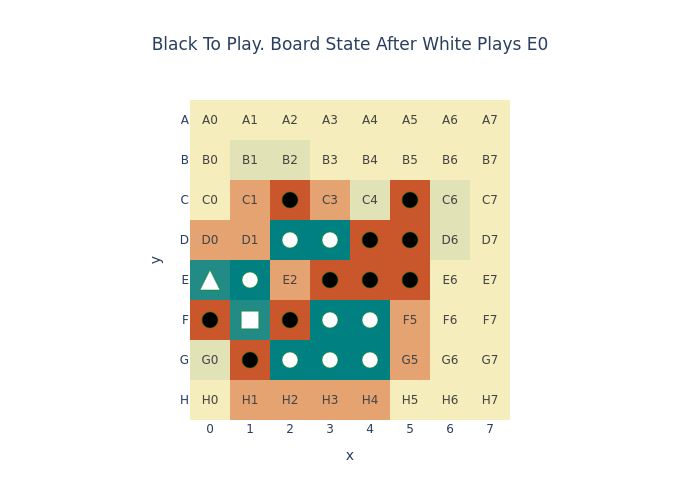 Black To Play. Board State After White Plays E0
A A0 A1 A2 A3 A4 A5 A6 A7
B B0 B1 B2 B3 B4 B5 B6 B7
C C0 C1 C3 C4 C6 C7
D D0 D1 D6 D7
E E2 E6 E7
F F5 F6 F7
G G0 G5 G6 G7
H H0 H1 H2 H3 H4 H5 H6 H7
0 1 2 3 4 5 6 7
x
y